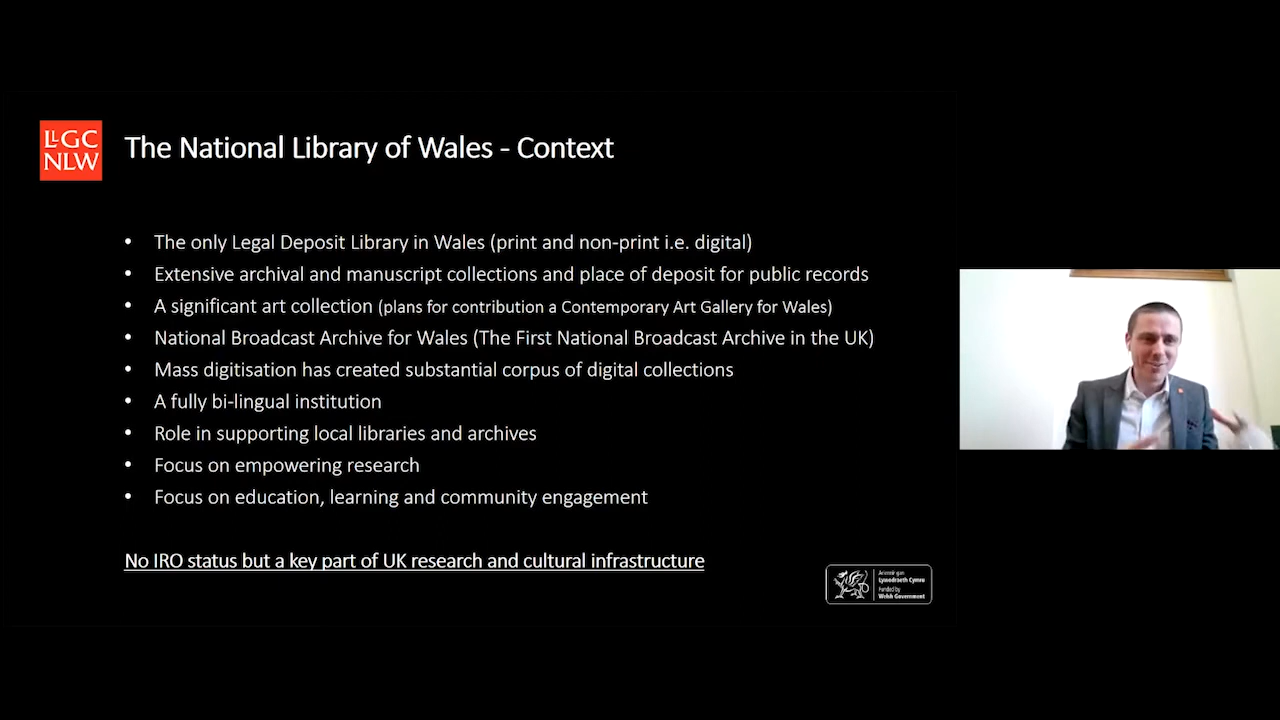 LLGC
NLW
The National Library of Wales - Context
• The only Legal Deposit Library in Wales (print and non-print i.e. digital)
• Extensive archival and manuscript collections and place of deposit for public records
• A significant art collection (plans for contribution a Contemporary Art Gallery for Wales)
• National Broadcast Archive for Wales (The First National Broadcast Archive in the UK)
• Mass digitisation has created substantial corpus of digital collections
• A fully bi-lingual institution
• Role in supporting local libraries and archives
• Focus on empowering research
• Focus on education, learning and community engagement
No IRO status but a key part of UK research and cultural infrastructure
Ariennir gan
Lywodraeth Cymru
Funded by
Welsh Government